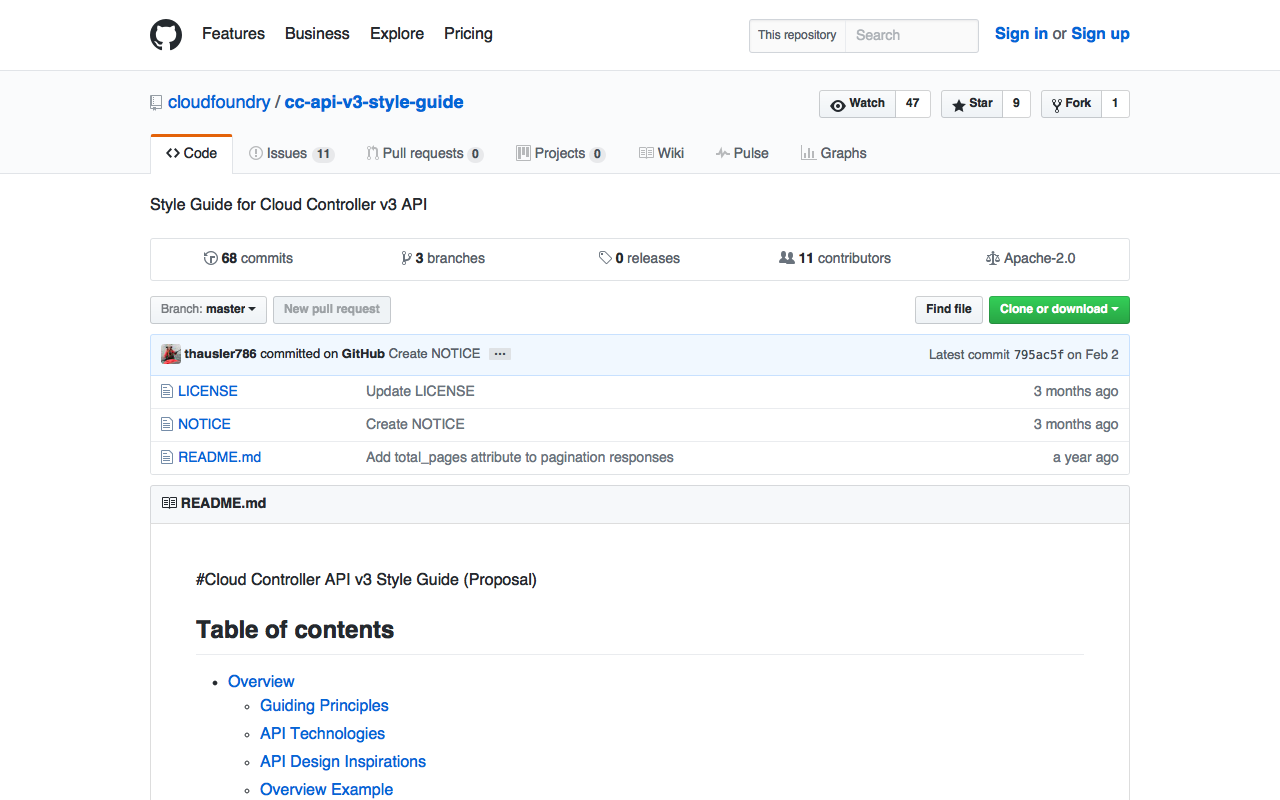 Features Business Explore Pricing This repository Search Sign in or Sign up
cloudfoundry / cc-api-v3-style-guide Watch 47 Star 9 Fork 1
Code Issues 11 Pull requests 0 Projects 0 Wiki Pulse Graphs
Style Guide for Cloud Controller v3 API
68 commits 3 branches 0 releases 11 contributors Apache-2.0
Branch: master New pull request Find file Clone or download
thausler786 committed on GitHub Create NOTICE … Latest commit 795ac5f on Feb 2
LICENSE Update LICENSE 3 months ago
NOTICE Create NOTICE 3 months ago
README.md Add total_pages attribute to pagination responses a year ago
README.md
#Cloud Controller API v3 Style Guide (Proposal)
Table of contents
Overview
Guiding Principles
API Technologies
API Design Inspirations
Overview Example